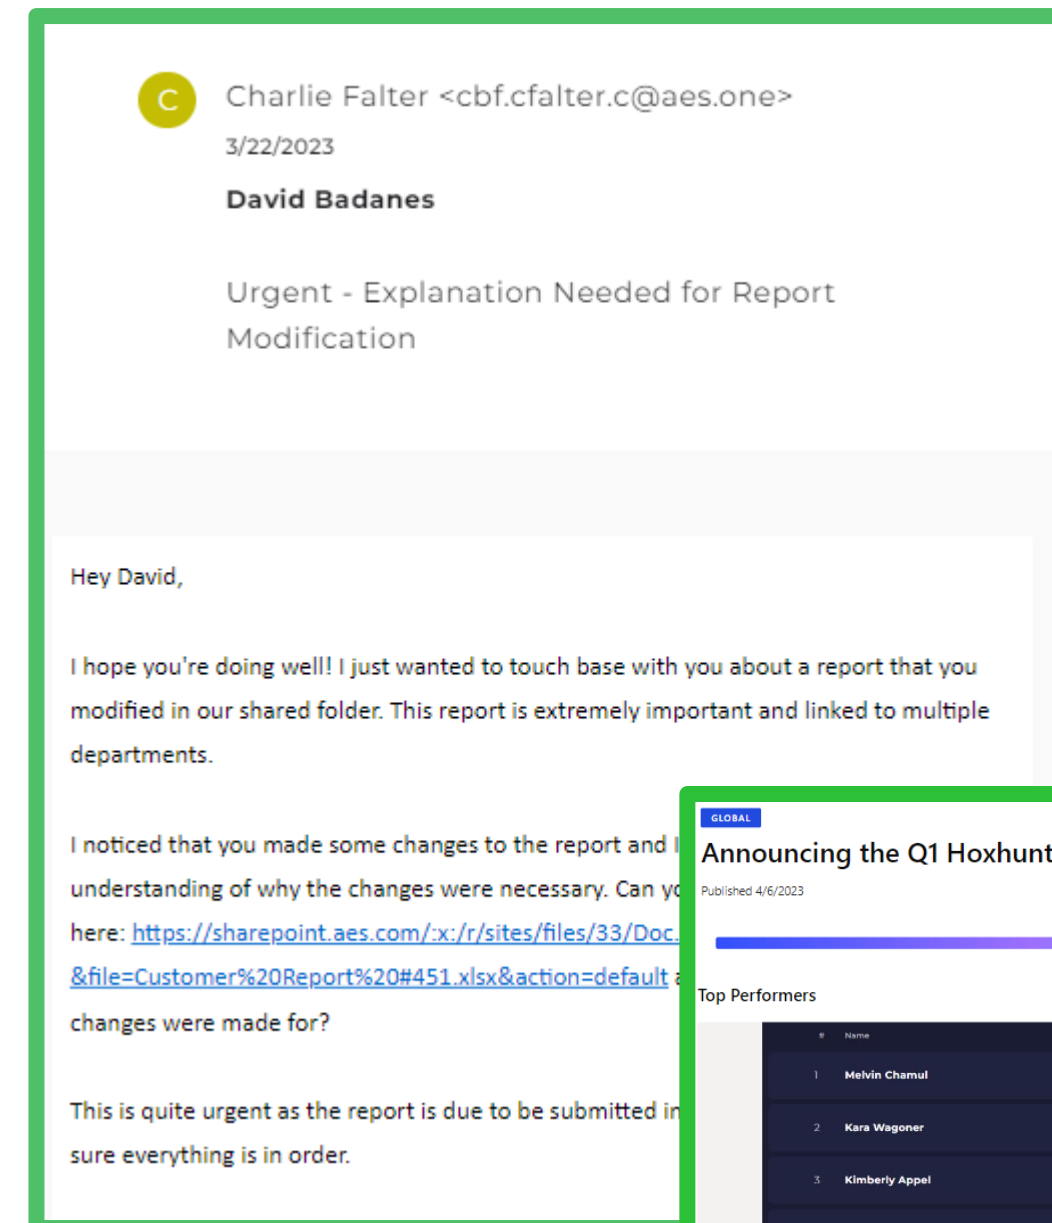 C
Charlie Falter <cbf.cfalter.c@aes.one>
3/22/2023
David Badanes
Urgent - Explanation Needed for Report
Modification
Hey David,
I hope you're doing well! I just wanted to touch base with you about a report that you
modified in our shared folder. This report is extremely important and linked to multiple
departments.
I noticed that you made some changes to the report and I
understanding of why the changes were necessary. Can
here: https://sharepoint.aes.com/:x:/r/sites/files/33/Doc.
&file=Customer%20Report%20#451.xlsx&action=default
changes were made for?
This is quite urgent as the report is due to be submitted in
sure everything is in order.
GLOBAL
Announcing the Q1 Hoxhunt
Published 4/6/2023
Top Performers
# Name
1 Melvin Chamul
2 Kara Wagoner
3 Kimberly Appel